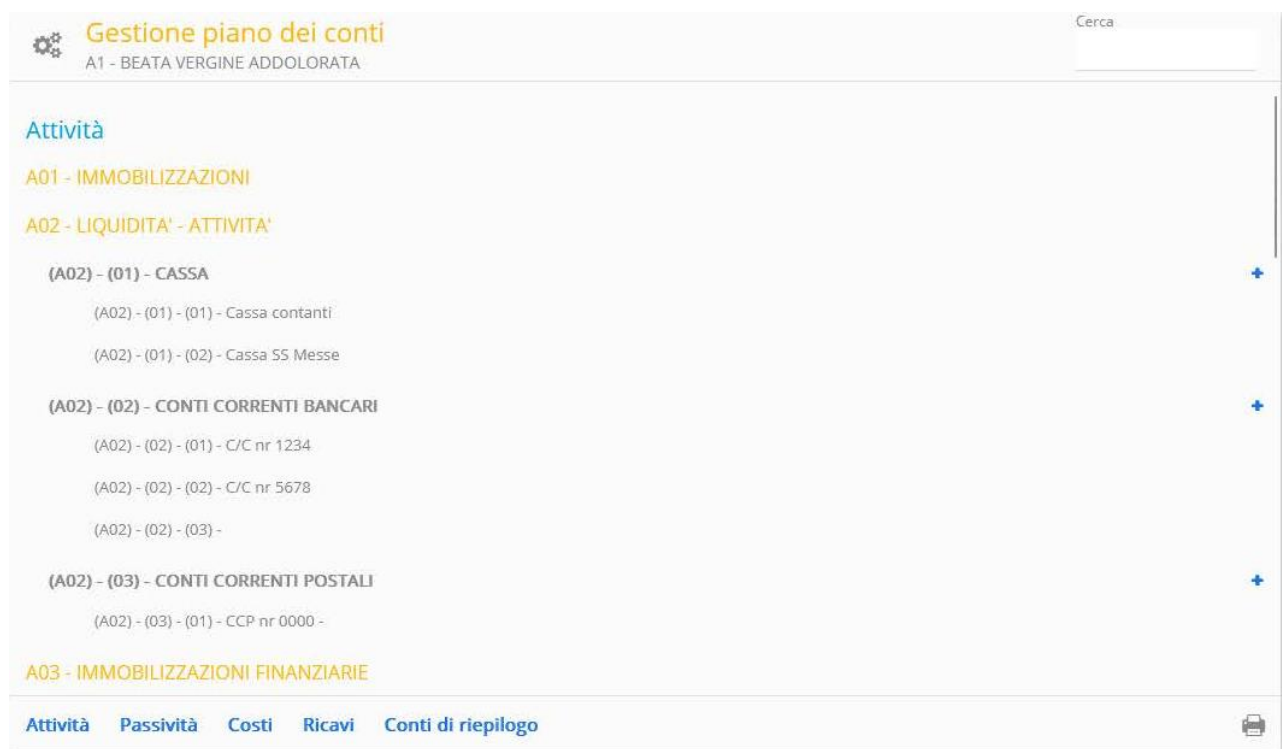 Gestione piano dei conti
A1 - BEATA VERGINE ADDOLORATA
Cerca
Attività
A01 - IMMOBILIZZAZIONI
A02 - LIQUIDITA' - ATTIVITA'
(A02) - (01) - CASSA
(A02) - (01) - (01) - Cassa contanti
(A02) - (01) - (02) - Cassa SS Messe
(A02) - (02) - CONTI CORRENTI BANCARI
(A02) - (02) - (01) - C/C nr 1234
(A02) - (02) - (02) - C/C nr 5678
(A02) - (02) - (03) -
(A02) - (03) - CONTI CORRENTI POSTALI
(A02) - (03) - (01) - CCP nr 0000 -
A03 - IMMOBILIZZAZIONI FINANZIARIE
Attività Passività Costi Ricavi Conti di riepilogo